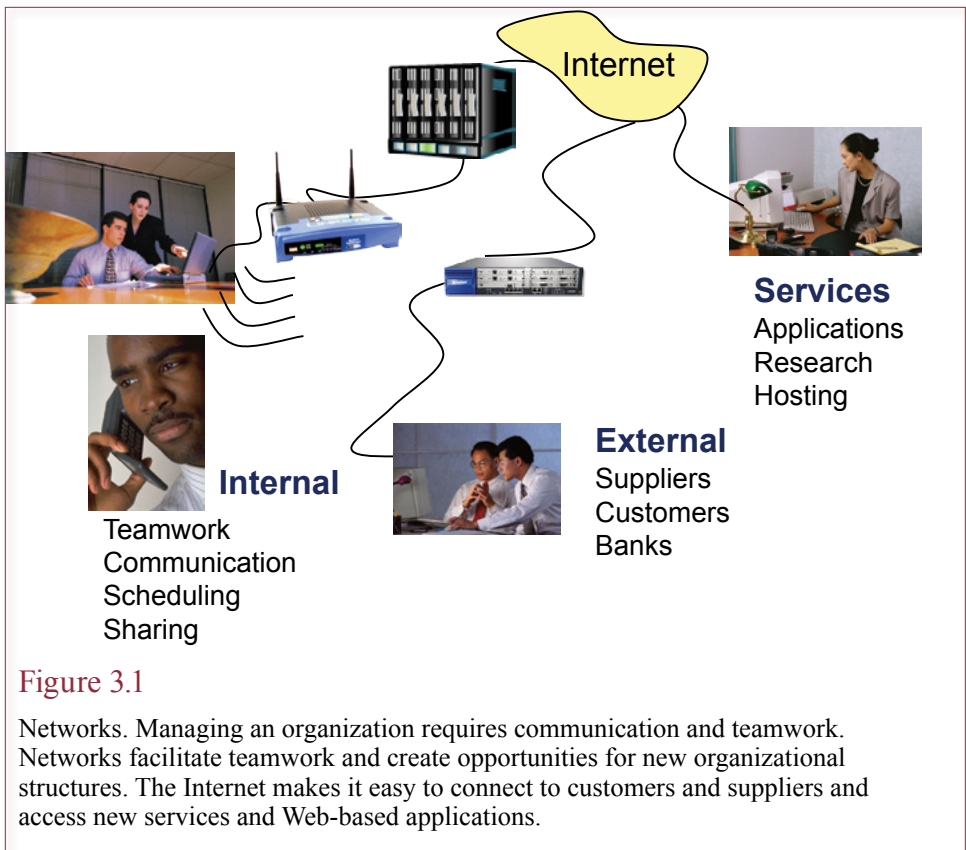 Internet
Services
Applications
Research
Hosting
External
Suppliers
Customers
Banks
Internal
Teamwork
Communication
Scheduling
Sharing
Figure 3.1
Networks. Managing an organization requires communication and teamwork.
Networks facilitate teamwork and create opportunities for new organizational
structures. The Internet makes it easy to connect to customers and suppliers and
access new services and Web-based applications.